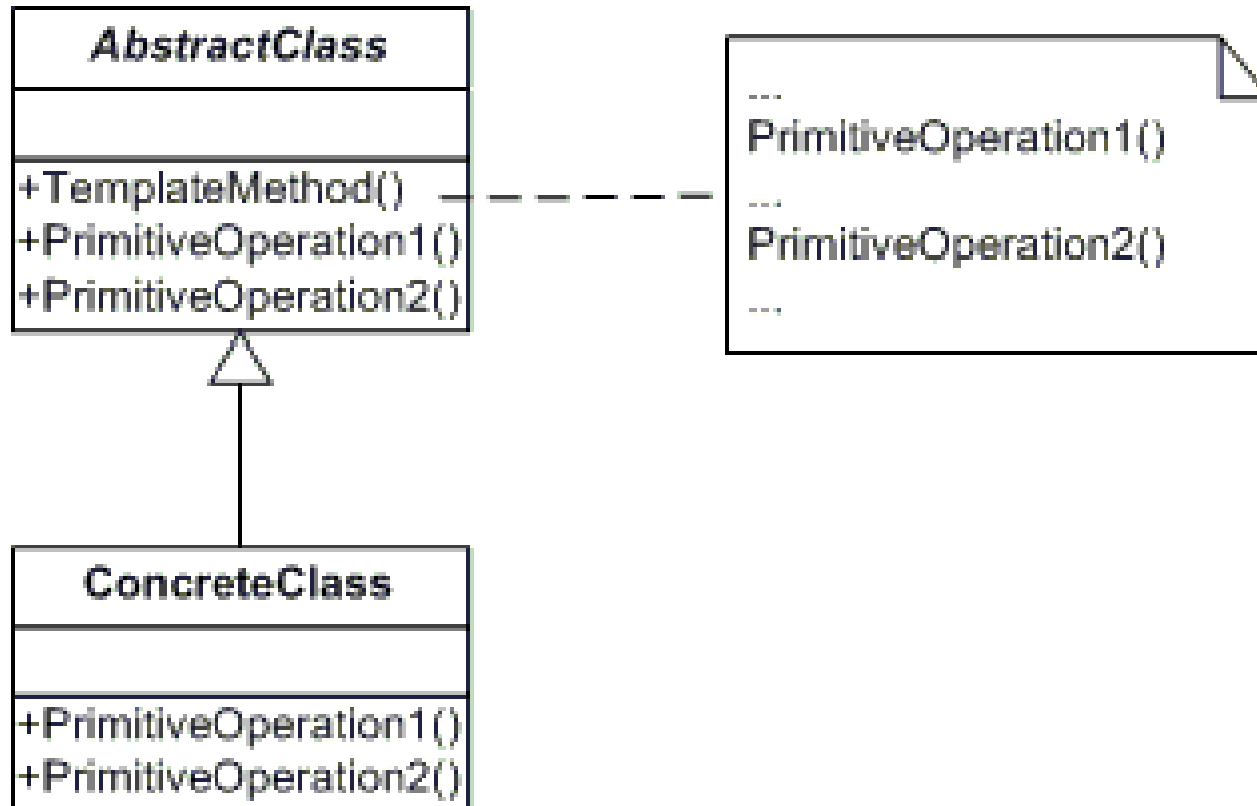 AbstractClass
+TemplateMethod()
+PrimitiveOperation1()
+PrimitiveOperation2()
...
PrimitiveOperation1()
...
PrimitiveOperation2()
...
ConcreteClass
+PrimitiveOperation1()
+PrimitiveOperation2()